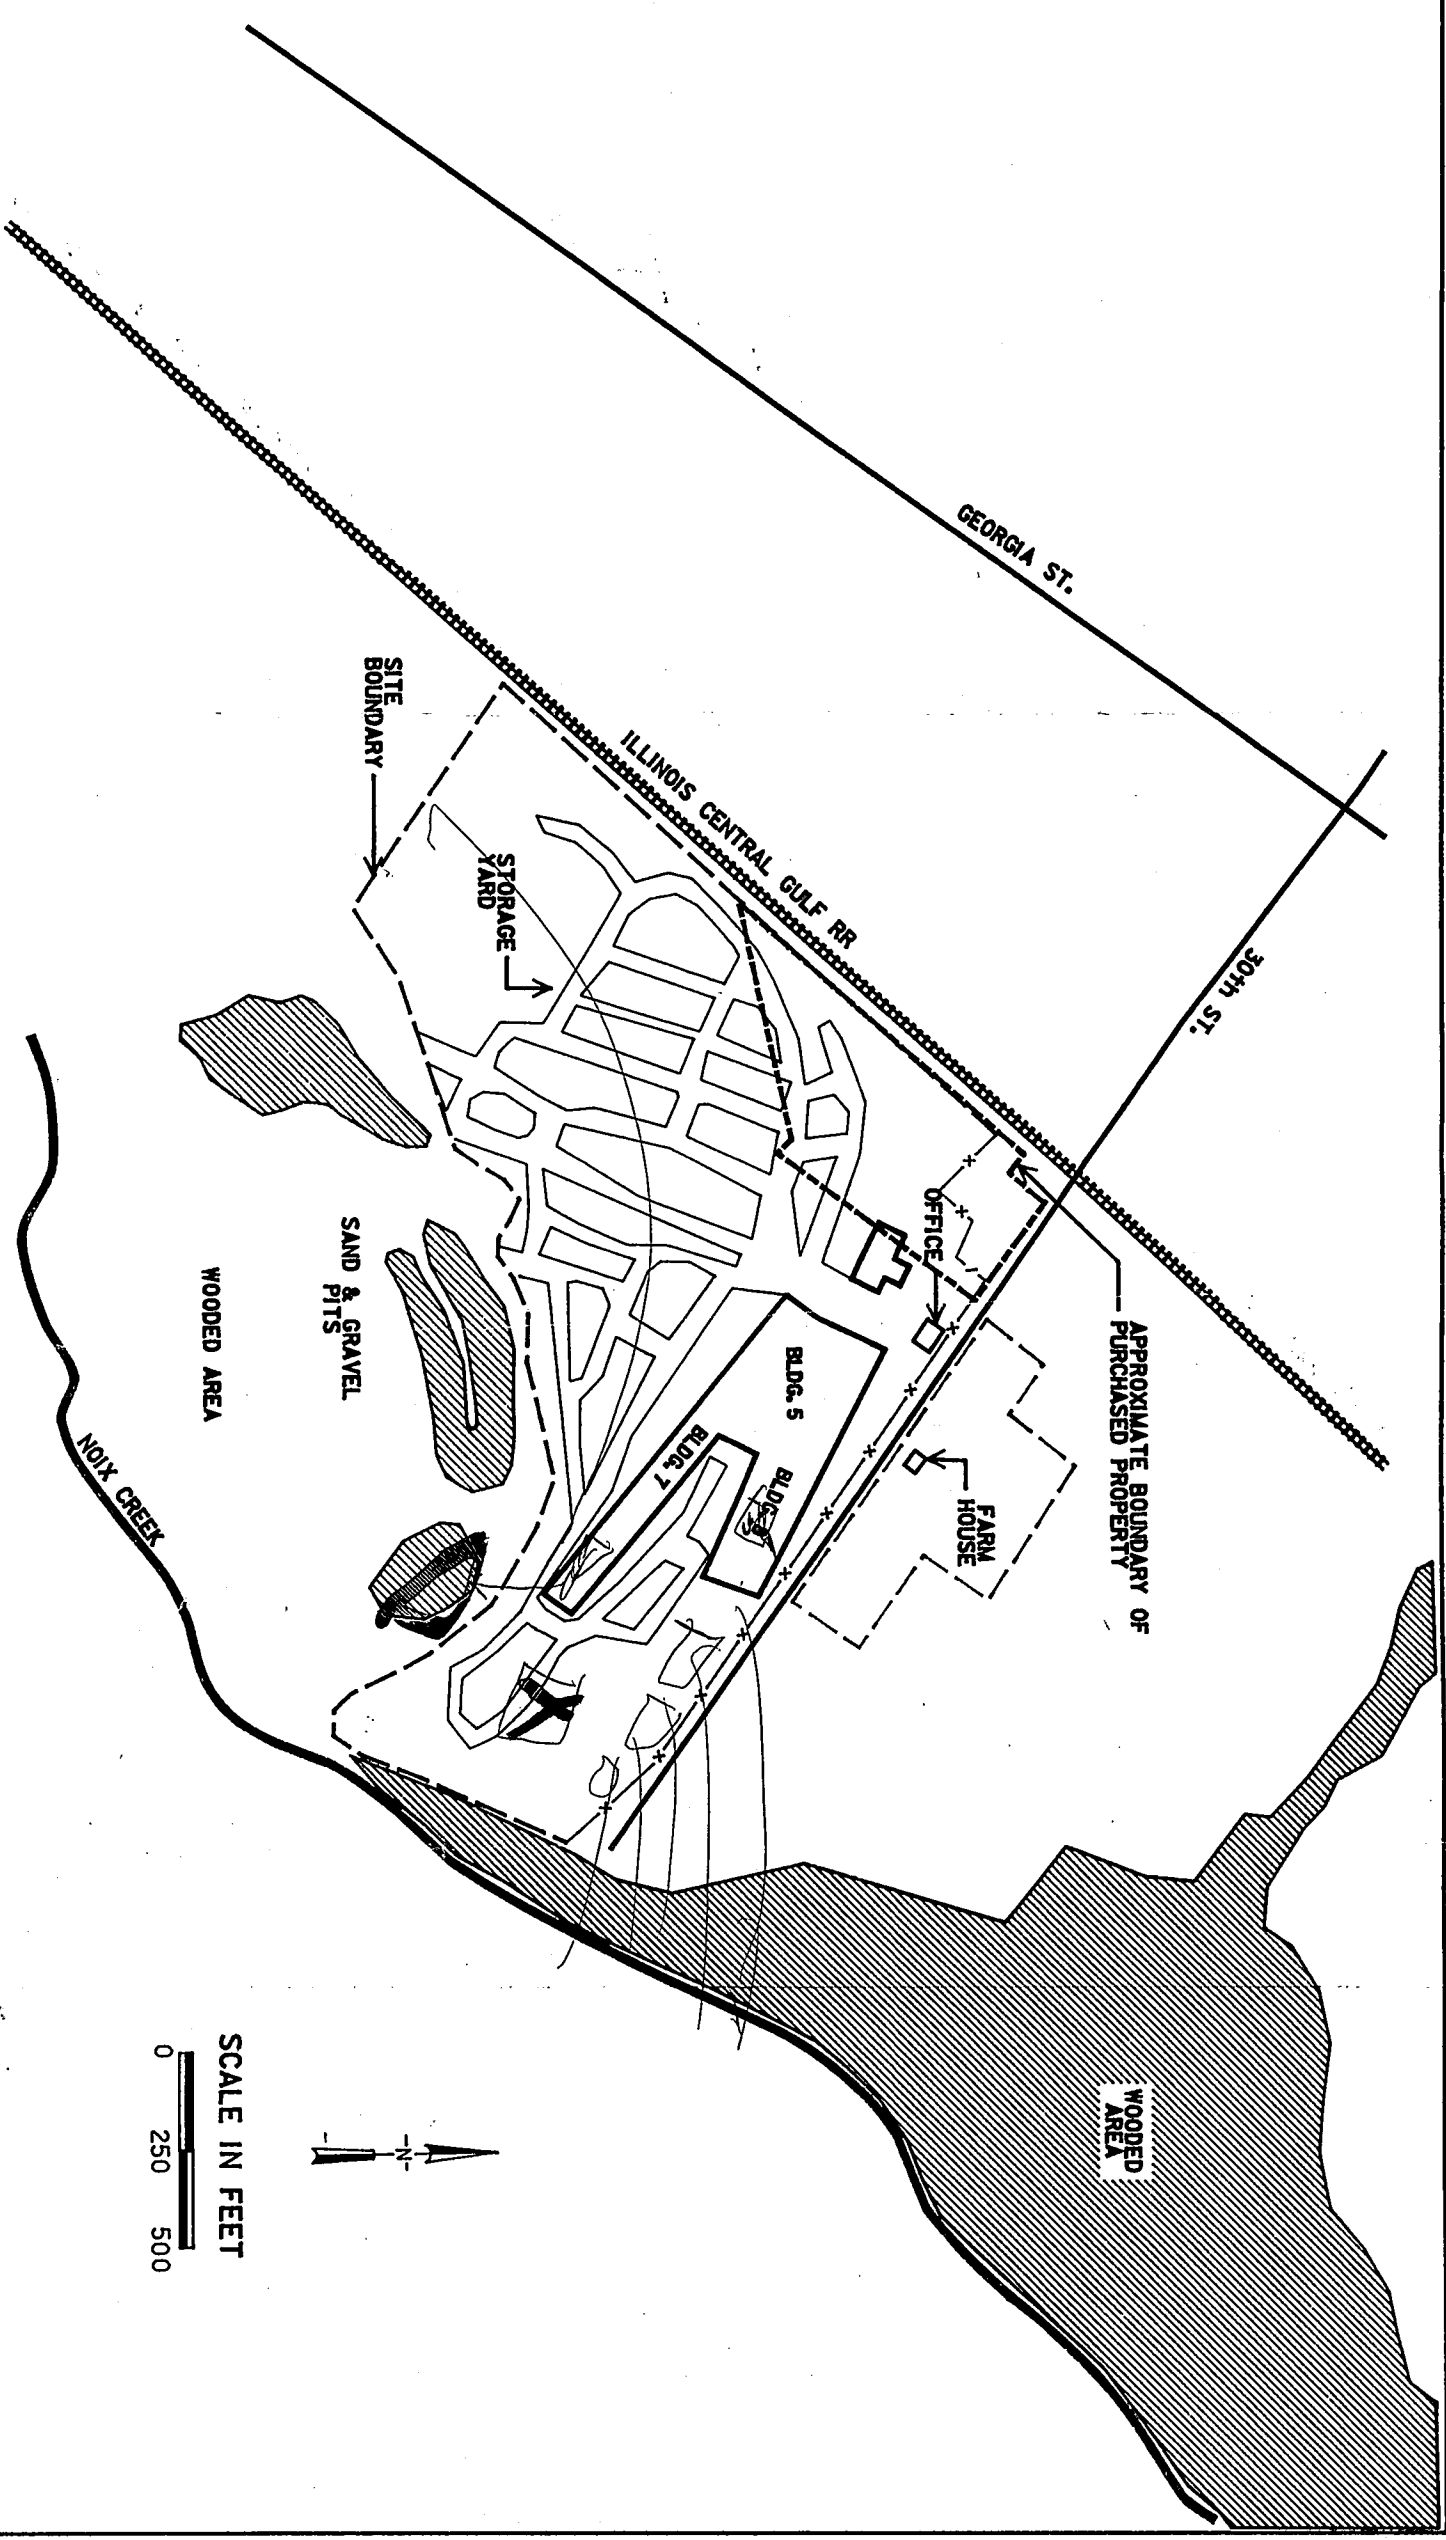 GEORGIA ST.
30th ST.
ILLINOIS CENTRAL GULF RR
APPROXIMATE BOUNDARY OF
PURCHASED PROPERTY
OFFICE
FARM
HOUSE
SITE
BOUNDARY
STORAGE
YARD
BLDG. 5
BLDG.
BLDG. 7
SAND & GRAVEL
PITS
WOODED AREA
NOIX CREEK
WOODED
AREA
-N-
SCALE IN FEET
0 250 500